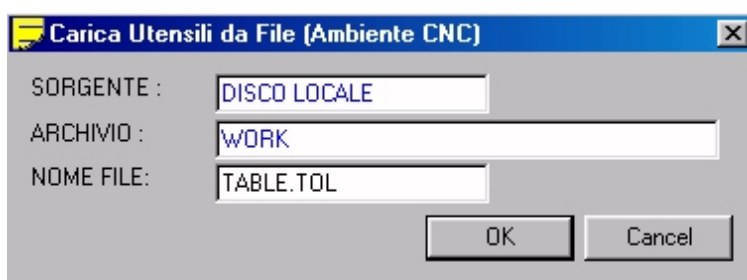 Carica Utensili da File (Ambiente CNC)
SORGENTE : DISCO LOCALE
ARCHIVIO : WORK
NOME FILE: TABLE.TOL
OK Cancel